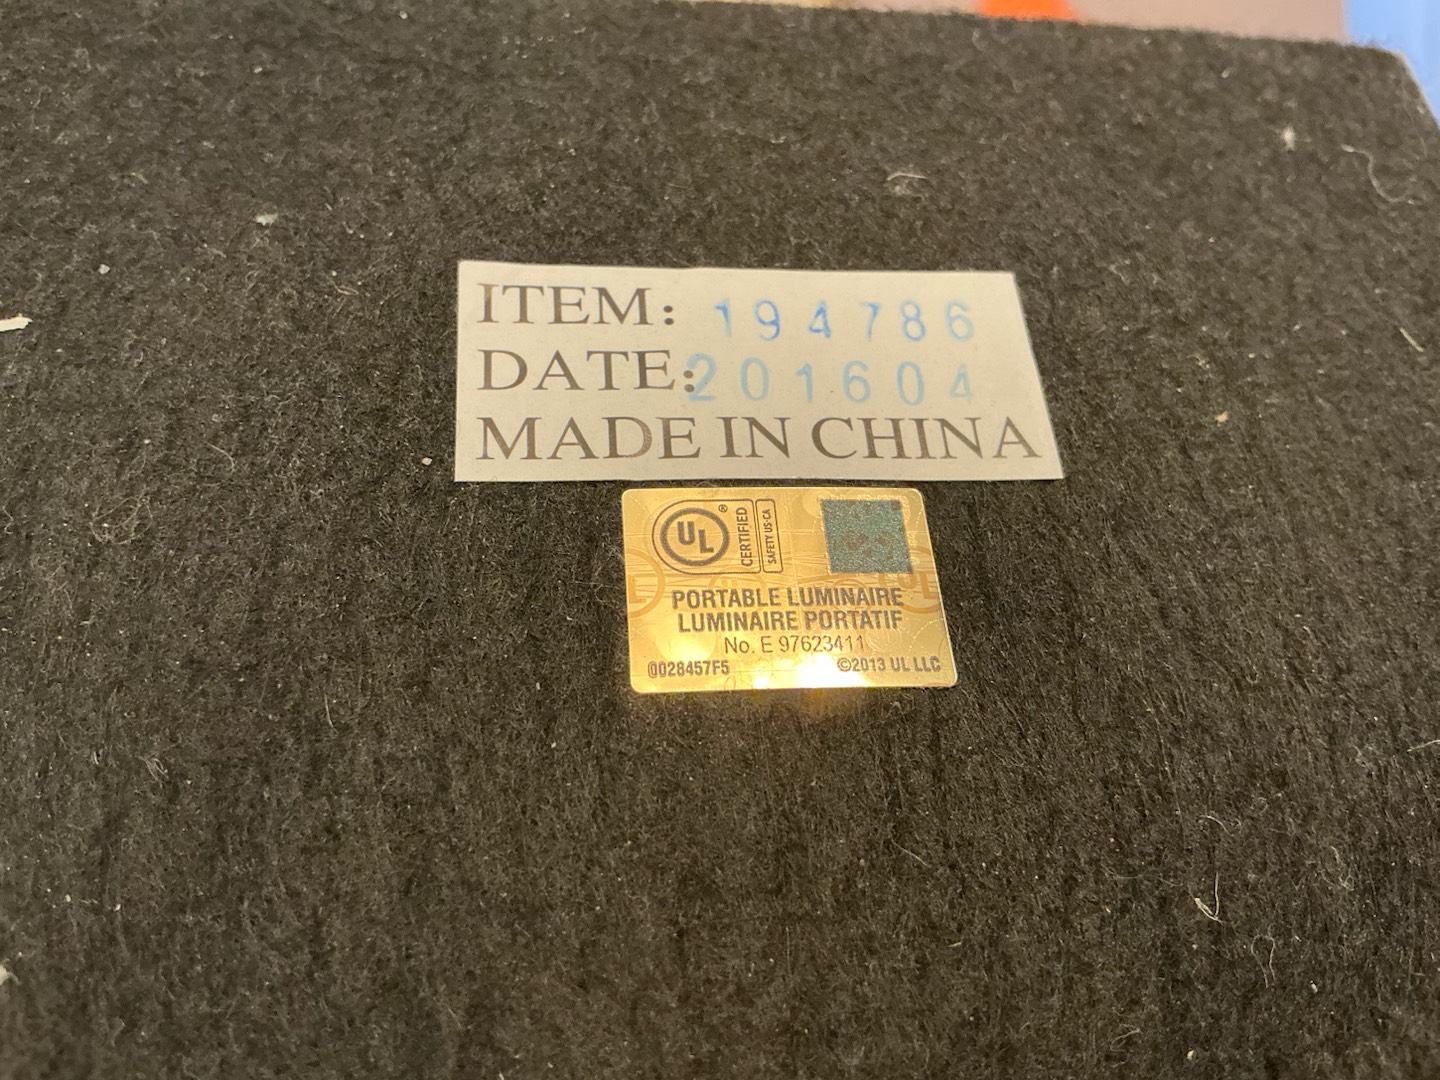 ITEM: 194786
DATE: 201604
MADE IN CHINA
UL ® CERTIFIED SAFETY US·CA
PORTABLE LUMINAIRE
LUMINAIRE PORTATIF
No. E 97623411
0028457F5 ©2013 UL LLC